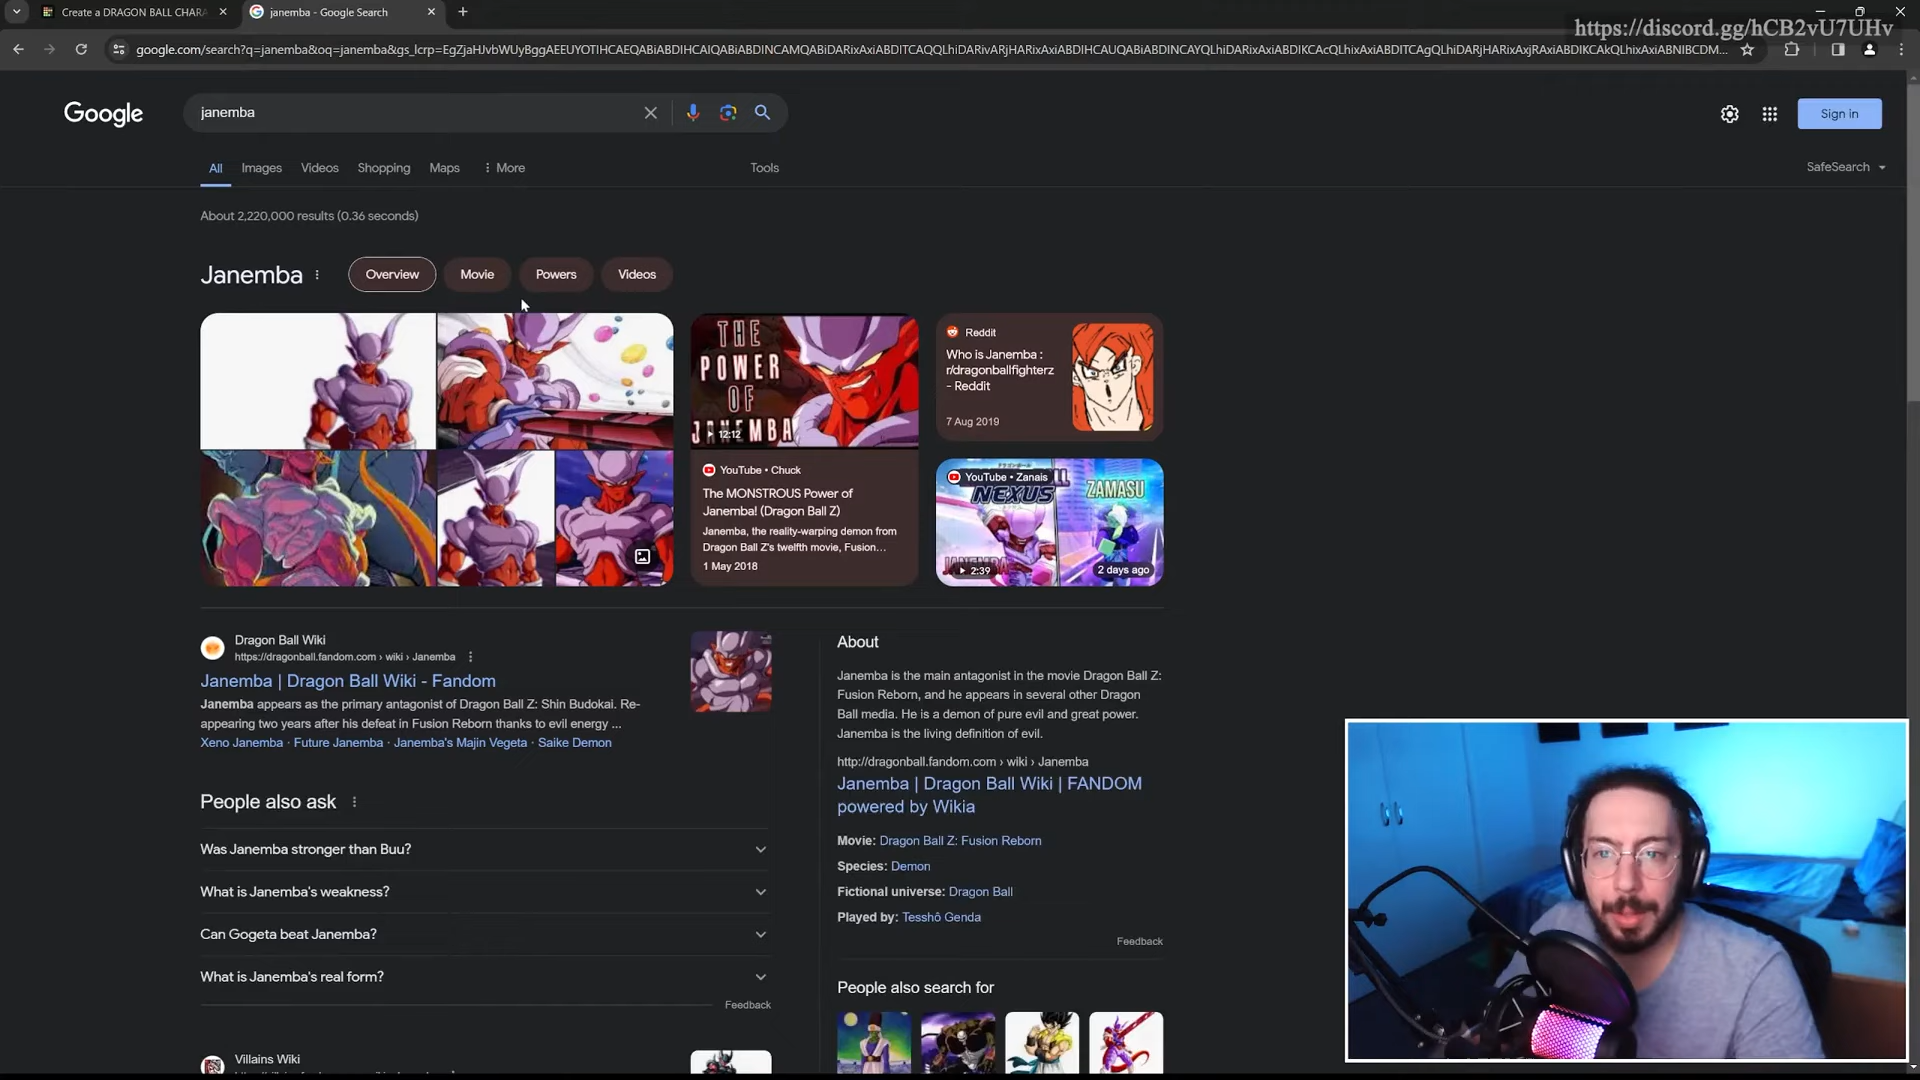 Create a DRAGON BALL CHARA
janemba - Google Search
https://discord.gg/hCB2vU7UHv
Google
janemba
Sign in
All
Images
Videos
Shopping
Maps
More
Tools
SafeSearch
About 2,220,000 results (0.36 seconds)
Janemba
Overview
Movie
Powers
Videos
THE
POWER
OF
JANEMBA
12:12
YouTube • Chuck
The MONSTROUS Power of
Janemba! (Dragon Ball Z)
Janemba, the reality-warping demon from
Dragon Ball Z's twelfth movie, Fusion...
1 May 2018
Reddit
Who is Janemba :
r/dragonballfighterz
- Reddit
7 Aug 2019
YouTube • Zanais
NEXUS
ZAMASU
2:39
2 days ago
Dragon Ball Wiki
https://dragonball.fandom.com › wiki › Janemba
Janemba | Dragon Ball Wiki - Fandom
Janemba appears as the primary antagonist of Dragon Ball Z: Shin Budokai. Re-
appearing two years after his defeat in Fusion Reborn thanks to evil energy ...
Xeno Janemba · Future Janemba · Janemba's Majin Vegeta · Saike Demon
People also ask
Was Janemba stronger than Buu?
What is Janemba's weakness?
Can Gogeta beat Janemba?
What is Janemba's real form?
Feedback
Villains Wiki
About
Janemba is the main antagonist in the movie Dragon Ball Z:
Fusion Reborn, and he appears in several other Dragon
Ball media. He is a demon of pure evil and great power.
Janemba is the living definition of evil.
http://dragonball.fandom.com › wiki › Janemba
Janemba | Dragon Ball Wiki | FANDOM
powered by Wikia
Movie: Dragon Ball Z: Fusion Reborn
Species: Demon
Fictional universe: Dragon Ball
Played by: Tesshô Genda
Feedback
People also search for